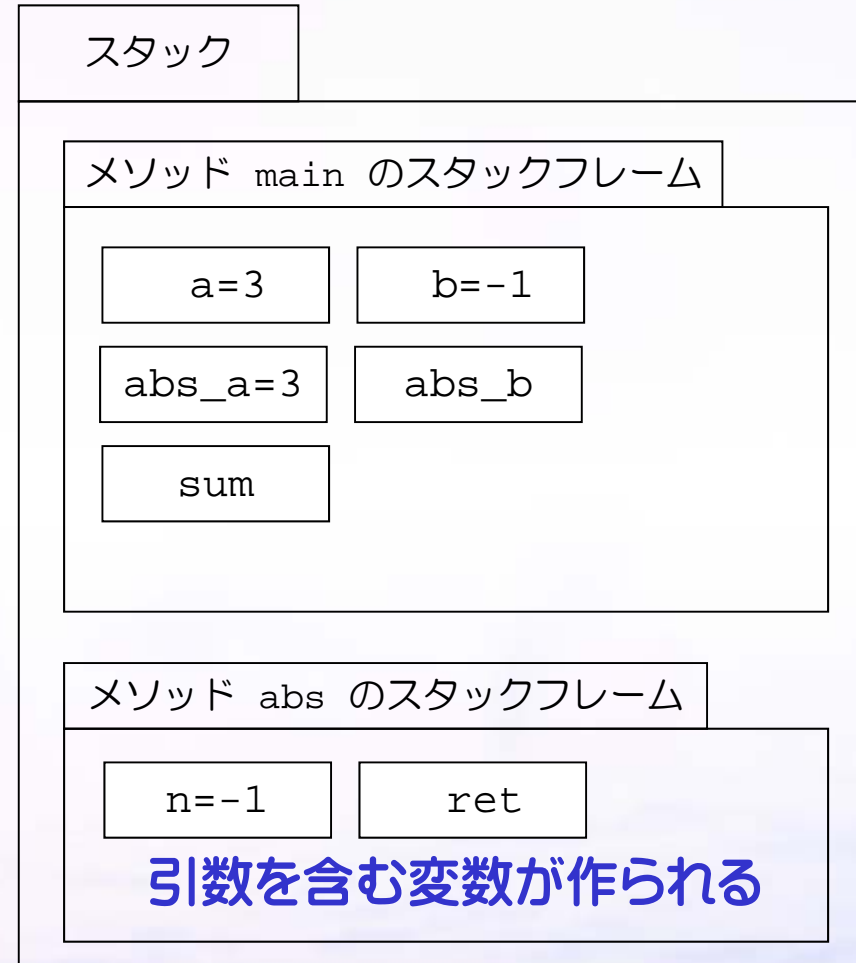 スタック
メソッド main のスタックフレーム
a=3 b=-1
abs_a=3 abs_b
sum
メソッド abs のスタックフレーム
n=-1 ret
引数を含む変数が作られる